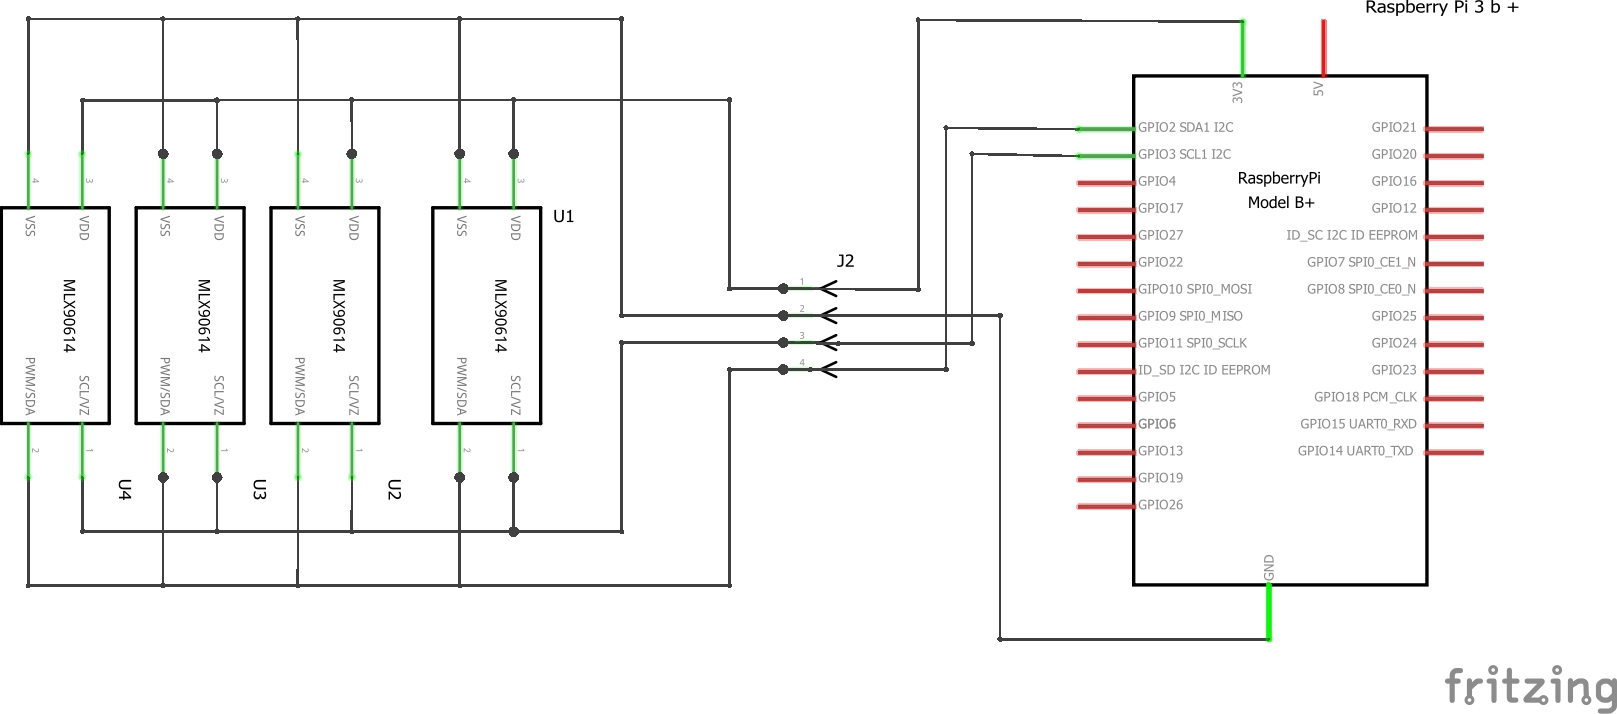 Raspberry Pi 3 b +
3V3
5V
GPIO2 SDA1 I2C
GPIO3 SCL1 I2C
GPIO4
GPIO17
GPIO27
GPIO22
GIPO10 SPI0_MOSI
GPIO9 SPI0_MISO
GPIO11 SPI0_SCLK
ID_SD I2C ID EEPROM
GPIO5
GPIO6
GPIO13
GPIO19
GPIO26
RaspberryPi
Model B+
GPIO21
GPIO20
GPIO16
GPIO12
ID_SC I2C ID EEPROM
GPIO7 SPI0_CE1_N
GPIO8 SPI0_CE0_N
GPIO25
GPIO24
GPIO23
GPIO18 PCM_CLK
GPIO15 UART0_RXD
GPIO14 UART0_TXD
GND
4
3
VSS
VDD
MLX90614
PWM/SDA
SCL/VZ
2
1
U4
4
3
VSS
VDD
MLX90614
PWM/SDA
SCL/VZ
2
1
U3
4
3
VSS
VDD
MLX90614
PWM/SDA
SCL/VZ
2
1
U2
4
3
VSS
VDD
MLX90614
PWM/SDA
SCL/VZ
2
1
U1
J2
1
2
3
4
fritzing